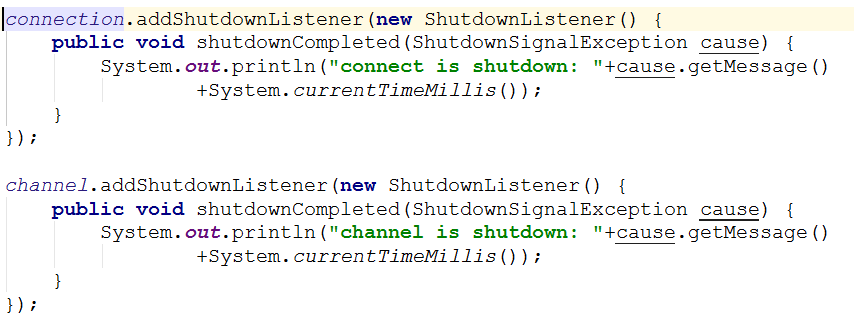 connection.addShutdownListener(new ShutdownListener() {
    public void shutdownCompleted(ShutdownSignalException cause) {
        System.out.println("connect is shutdown: "+cause.getMessage()
                +System.currentTimeMillis());
    }
});

channel.addShutdownListener(new ShutdownListener() {
    public void shutdownCompleted(ShutdownSignalException cause) {
        System.out.println("channel is shutdown: "+cause.getMessage()
                +System.currentTimeMillis());
    }
});